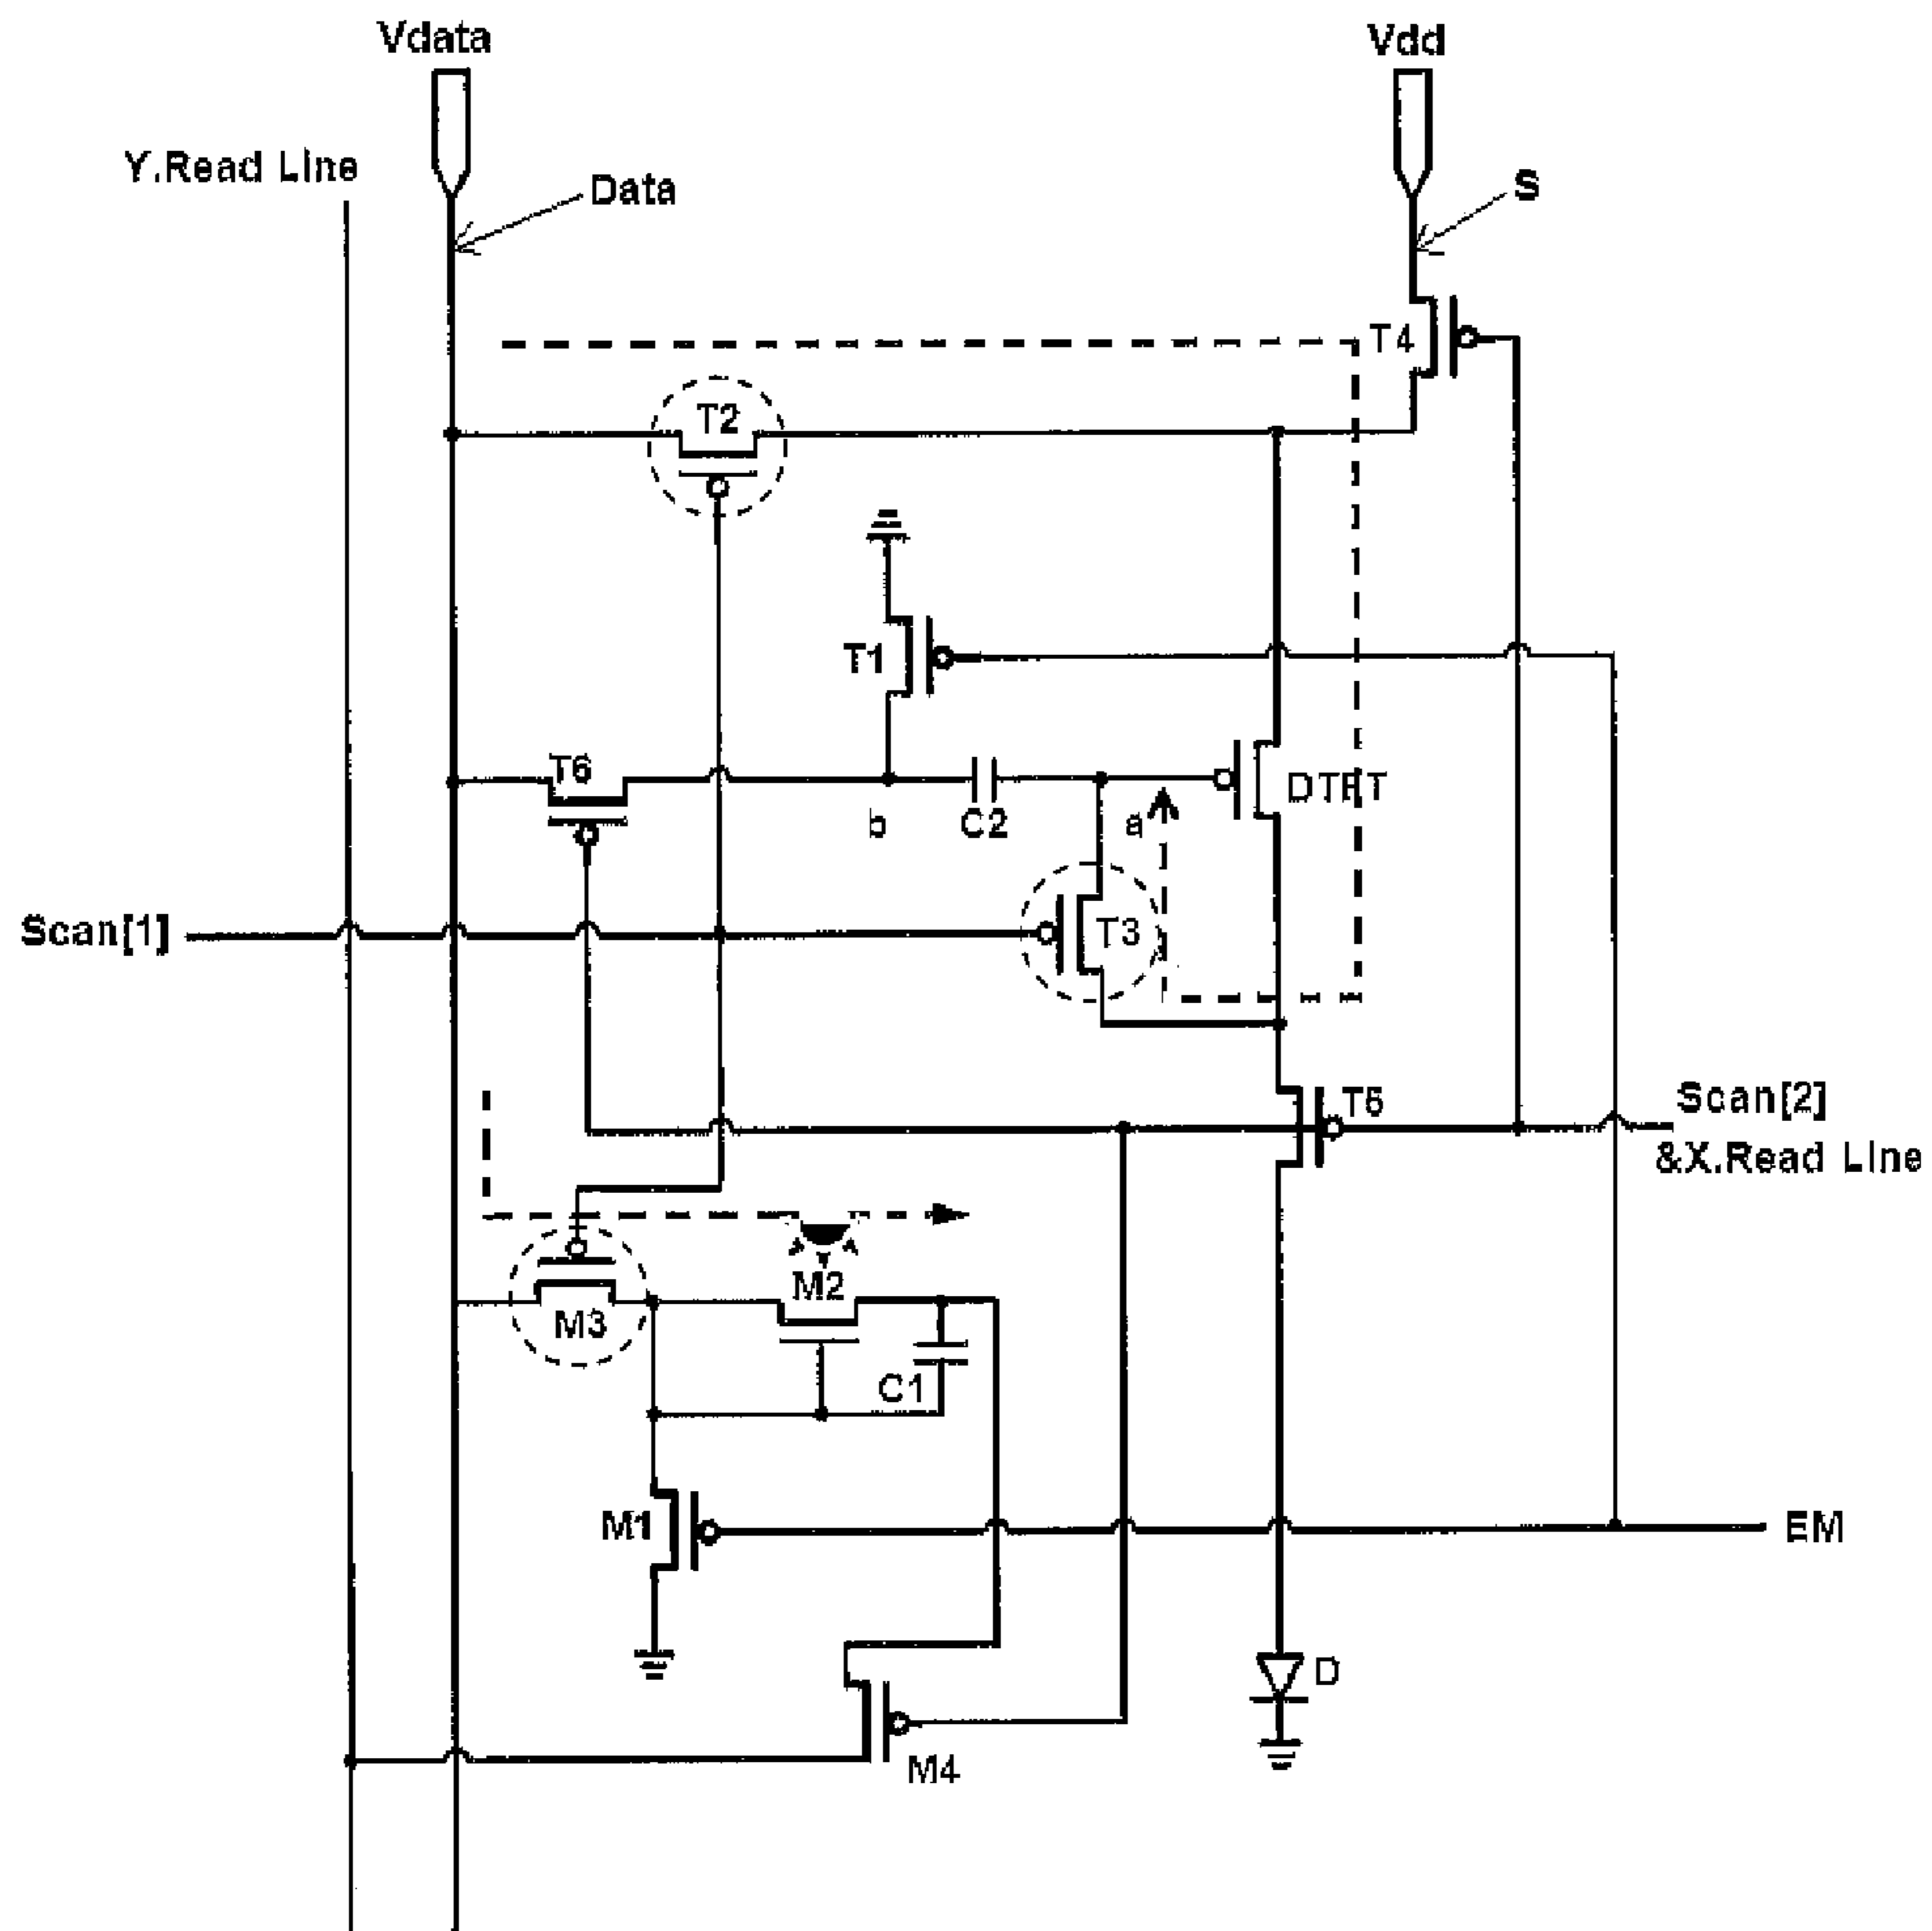 Vdata
Vdd
Y.Read Line
Data
S
T4
T2
T1
T6
DTFT
b
C2
a
Scan[1]
T3
T5
Scan[2]
&X.Read Line
M2
M3
C1
M1
EM
D
M4